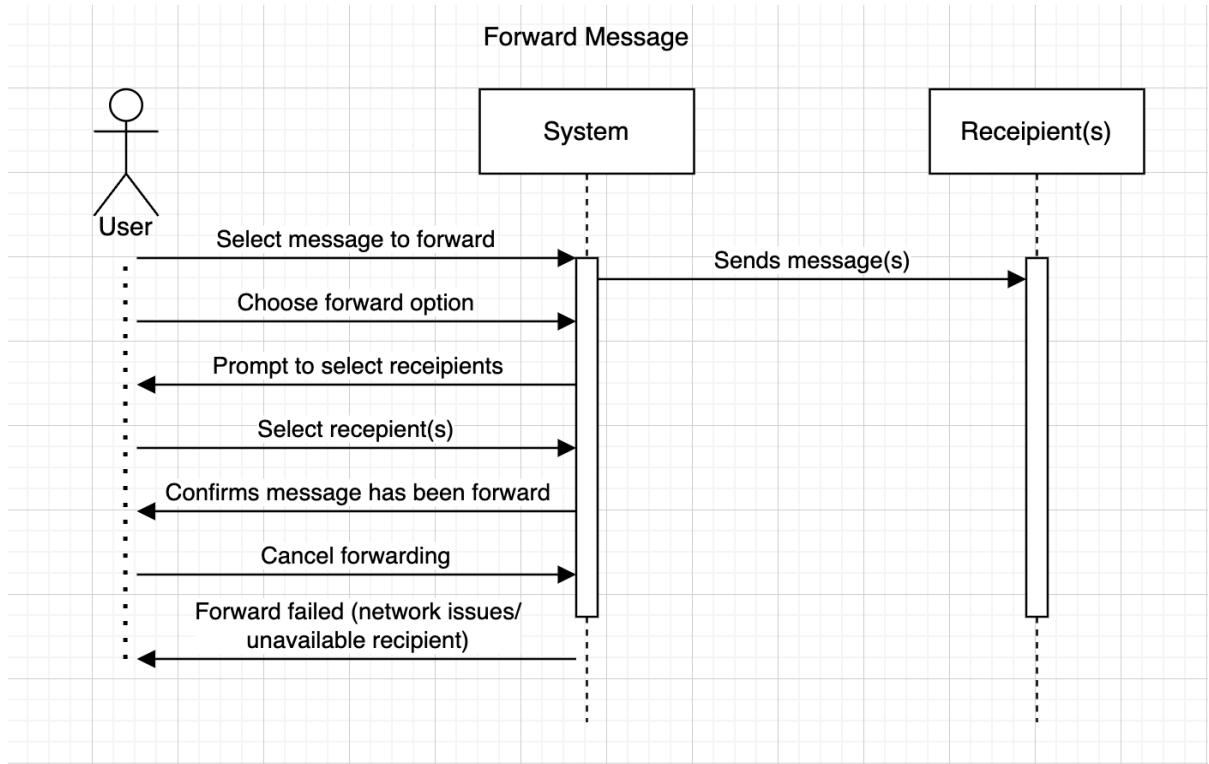 Forward Message
System
Receipient(s)
User
Select message to forward
Sends message(s)
Choose forward option
Prompt to select receipients
Select recepient(s)
Confirms message has been forward
Cancel forwarding
Forward failed (network issues/
unavailable recipient)